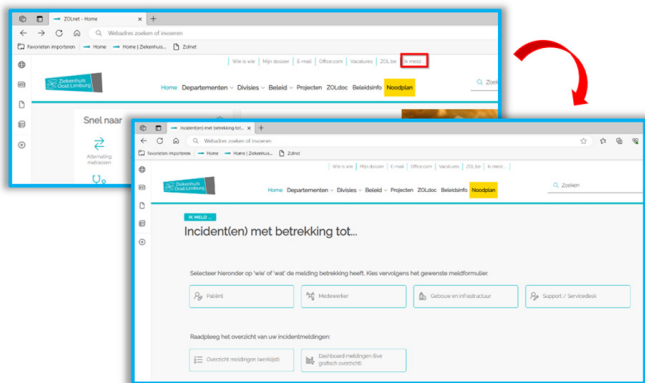 ZOLnet - Home
Webadres zoeken of invoeren
Favorieten importeren Home Home | Ziekenhuis... Zolnet
Wie is wie | Mijn dossier | E-mail | Office.com | Vacatures | ZOL.be | Ik meld...
Ziekenhuis
Oost-Limburg
Home Departementen Divisies Beleid Projecten ZOLdoc Beleidsinfo Noodplan
Snel naar
Alternating
matrassen
Incident(en) met betrekking tot...
Webadres zoeken of invoeren
Favorieten importeren Home Home | Ziekenhuis... Zolnet
Wie is wie | Mijn dossier | E-mail | Office.com | Vacatures | ZOL.be | Ik meld... |
Ziekenhuis
Oost-Limburg
Home Departementen Divisies Beleid Projecten ZOLdoc Beleidsinfo Noodplan
Zoeken
IK MELD ...
Incident(en) met betrekking tot...
Selecteer hieronder op 'wie' of 'wat' de melding betrekking heeft. Kies vervolgens het gewenste meldformulier.
Patiënt
Medewerker
Gebouw en infrastructuur
Support / Servicedesk
Raadpleeg het overzicht van uw incidentmeldingen:
Overzicht meldingen (werklijst)
Dashboard meldingen (live
grafisch overzicht)